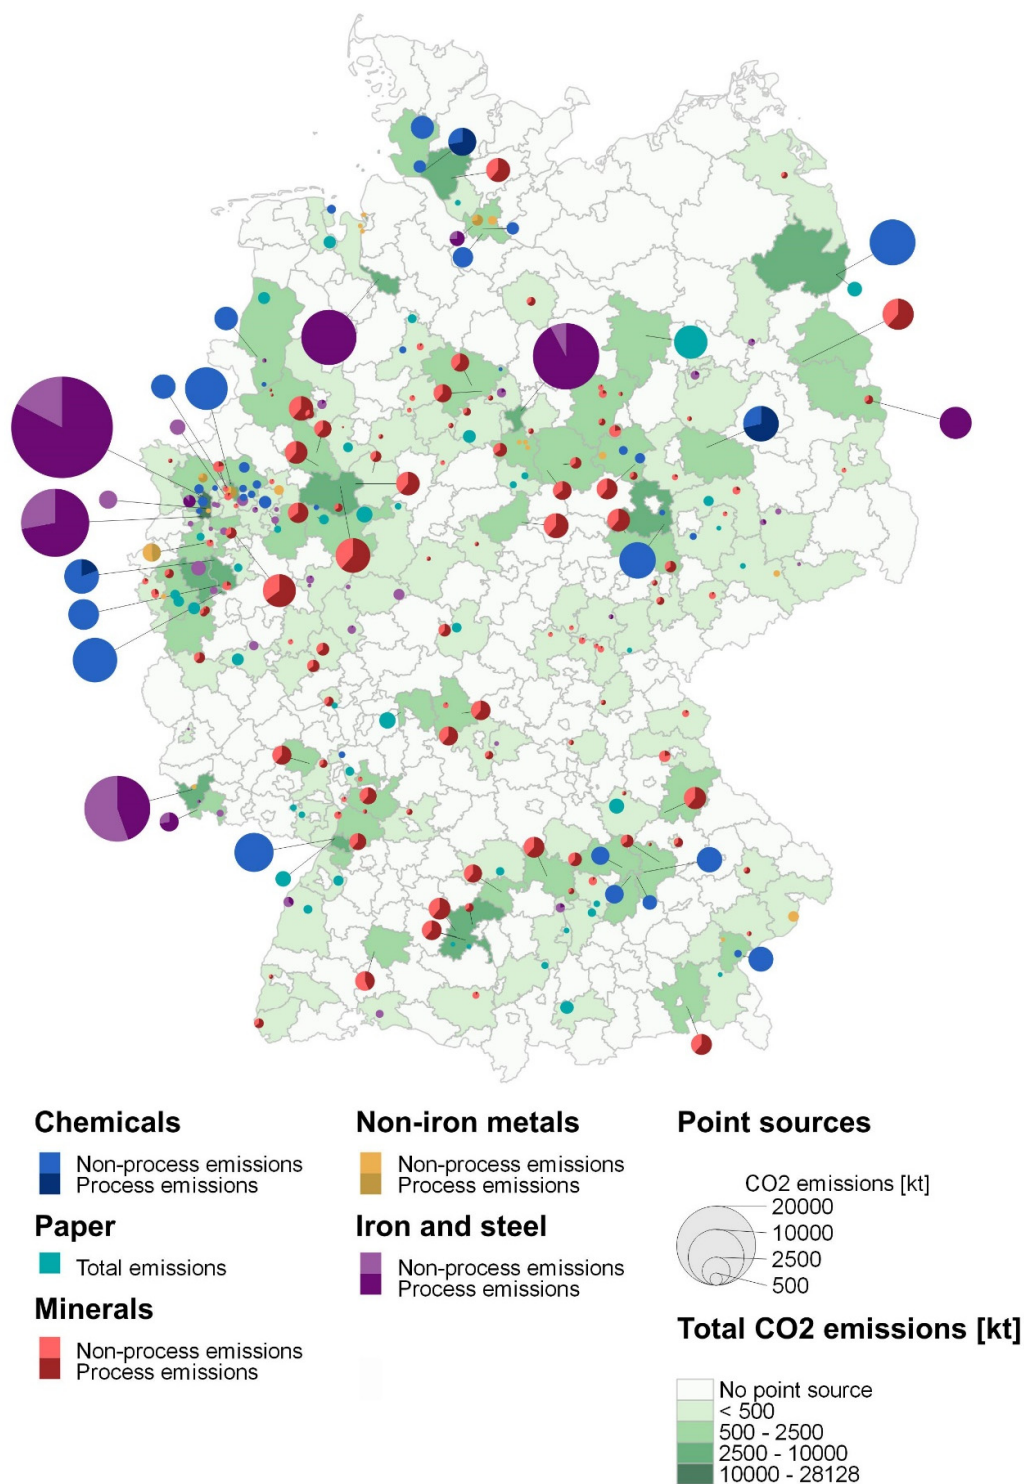 Chemicals
Non-process emissions
Process emissions
Paper
Total emissions
Minerals
Non-process emissions
Process emissions
Non-iron metals
Non-process emissions
Process emissions
Iron and steel
Non-process emissions
Process emissions
Point sources
CO2 emissions [kt]
20000
10000
2500
500
Total CO2 emissions [kt]
No point source
< 500
500 - 2500
2500 - 10000
10000 - 28128